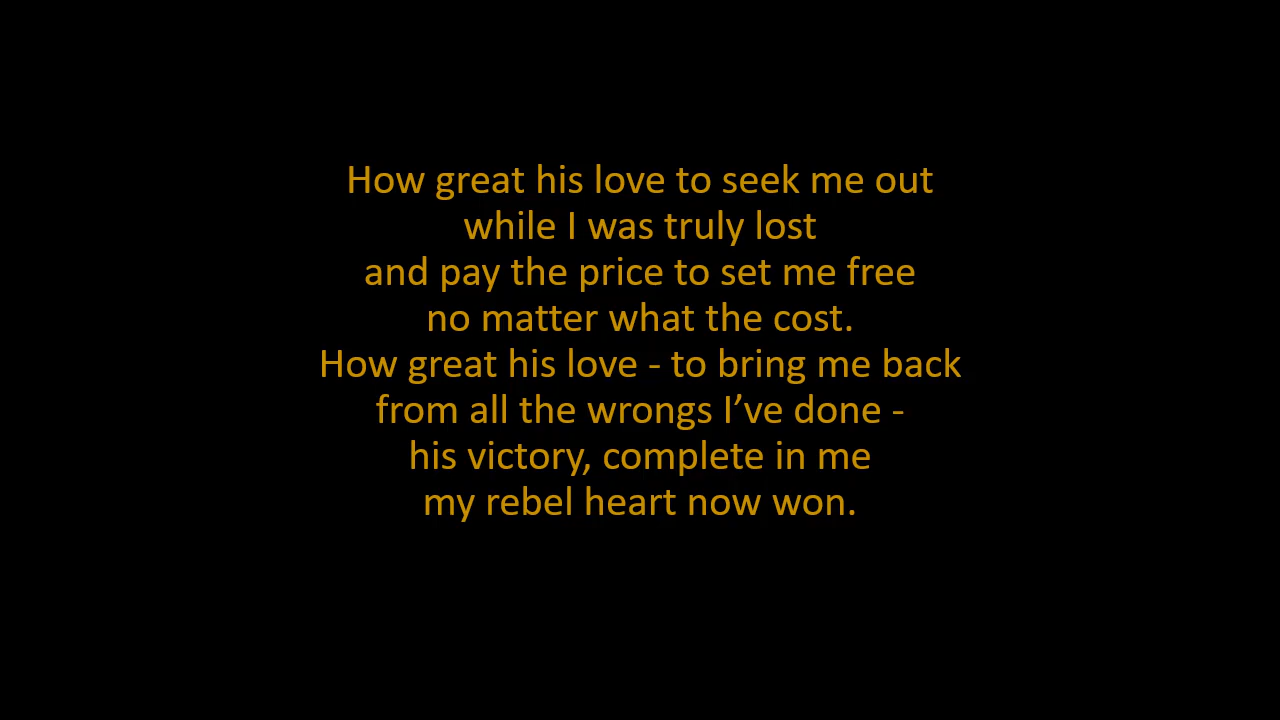 How great his love to seek me out
while I was truly lost
and pay the price to set me free
no matter what the cost.
How great his love - to bring me back
from all the wrongs I’ve done -
his victory, complete in me
my rebel heart now won.